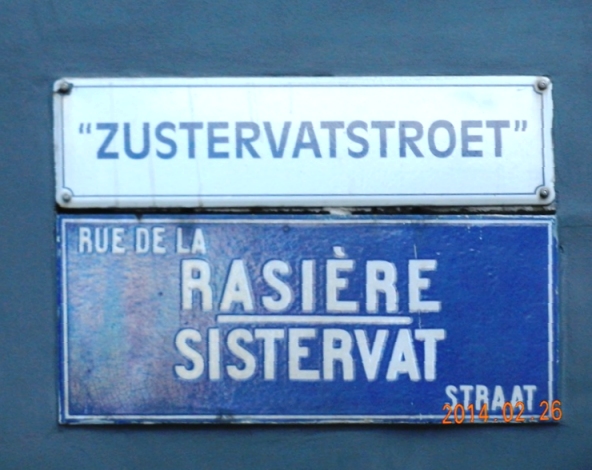 "ZUSTERVATSTROET"
RUE DE LA
RASIÈRE
SISTERVAT
STRAAT
2014 02 26